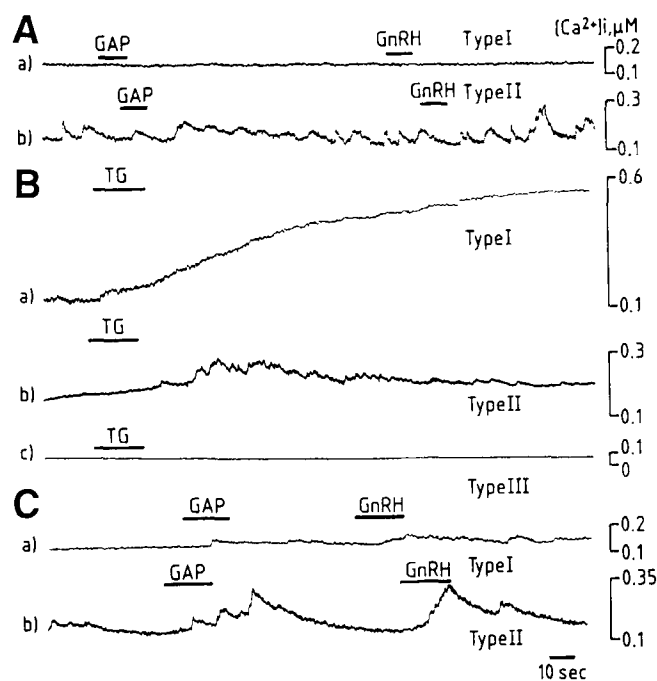 A GAP GnRH TypeI [Ca²⁺]i,μM
a) 0.2
0.1
GAP GnRH TypeII 0.3
b) 0.1
B TG 0.6
TypeI
a) 0.1
TG 0.3
b) TypeII 0.1
c) TG 0.1
0
TypeIII
C GAP GnRH 0.2
a) TypeI 0.1
GAP GnRH 0.35
b) TypeII 0.1
10 sec